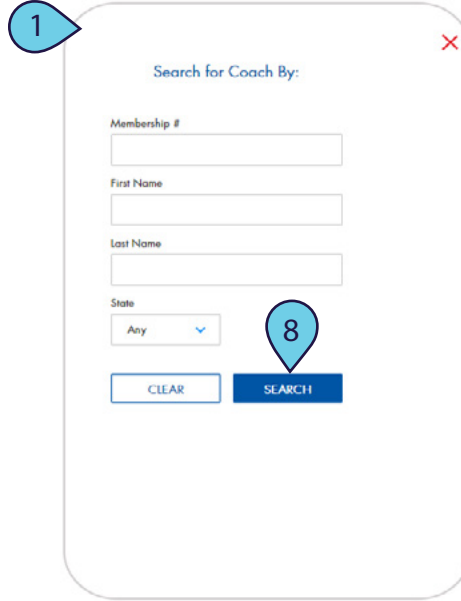 1
Search for Coach By:
Membership #
First Name
Last Name
State
Any
8
CLEAR SEARCH